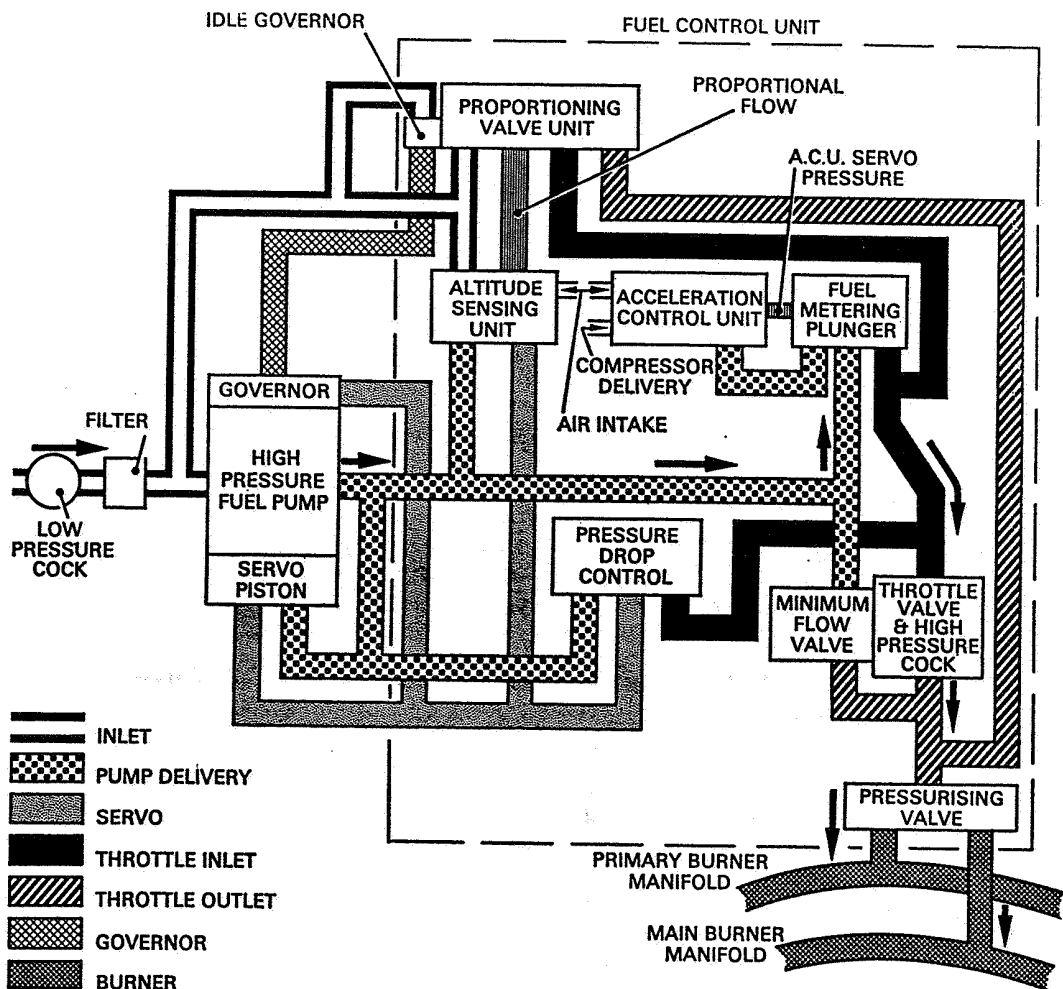 IDLE GOVERNOR
FUEL CONTROL UNIT
PROPORTIONING
VALVE UNIT
PROPORTIONAL
FLOW
A.C.U. SERVO
PRESSURE
ALTITUDE
SENSING
UNIT
ACCELERATION
CONTROL UNIT
FUEL
METERING
PLUNGER
COMPRESSOR
DELIVERY
AIR INTAKE
GOVERNOR
FILTER
HIGH
PRESSURE
FUEL PUMP
LOW
PRESSURE
COCK
SERVO
PISTON
PRESSURE
DROP
CONTROL
MINIMUM
FLOW
VALVE
THROTTLE
VALVE
& HIGH
PRESSURE
COCK
INLET
PUMP DELIVERY
SERVO
THROTTLE INLET
THROTTLE OUTLET
GOVERNOR
BURNER
PRESSURISING
VALVE
PRIMARY BURNER
MANIFOLD
MAIN BURNER
MANIFOLD